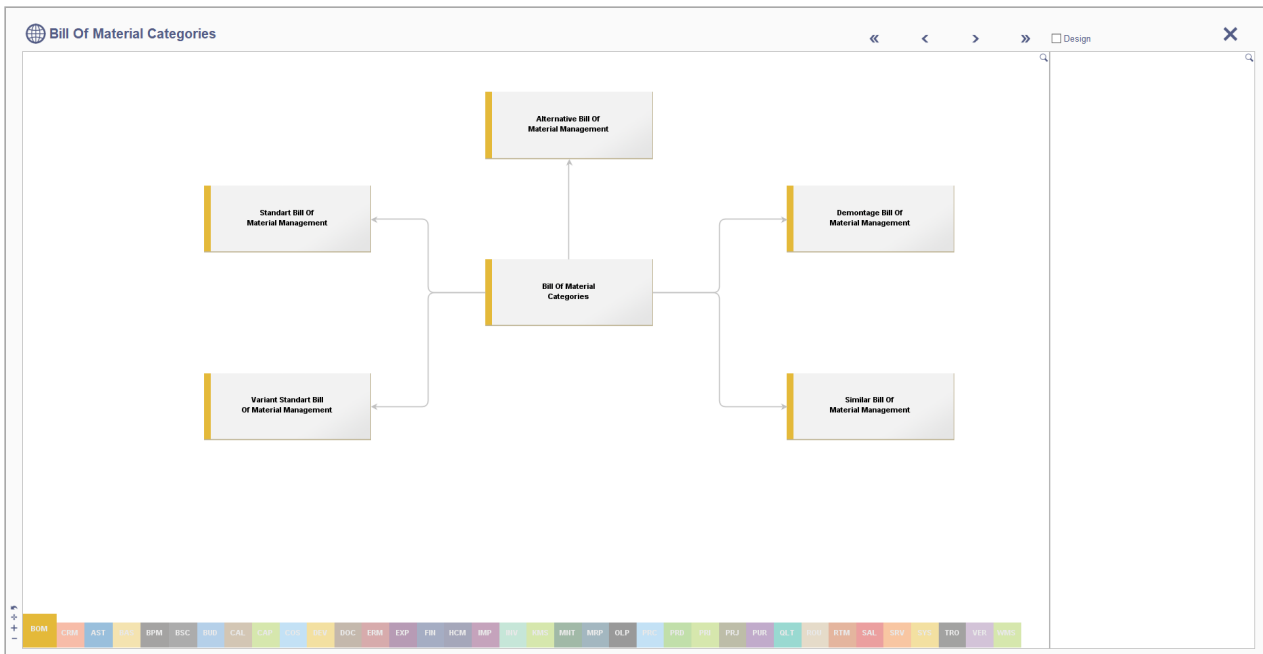 Bill Of Material Categories
Design
Alternative Bill Of
Material Management
Standart Bill Of
Material Management
Demontage Bill Of
Material Management
Bill Of Material
Categories
Variant Standart Bill
Of Material Management
Similar Bill Of
Material Management
BOM CRM AST BPM BSC BUD CAL CAP DOC ERM EXP FIN HCM IMP MNT MRP OLP PRD PRJ PUR QLT RTM SAL SRV TRO VER